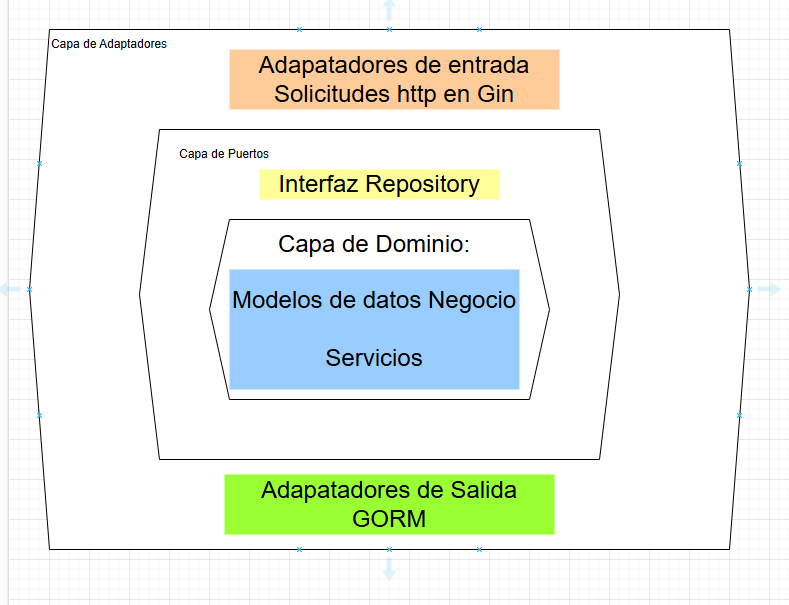 Capa de Adaptadores
Adapatadores de entrada
Solicitudes http en Gin
Capa de Puertos
Interfaz Repository
Capa de Dominio:
Modelos de datos Negocio
Servicios
Adapatadores de Salida
GORM